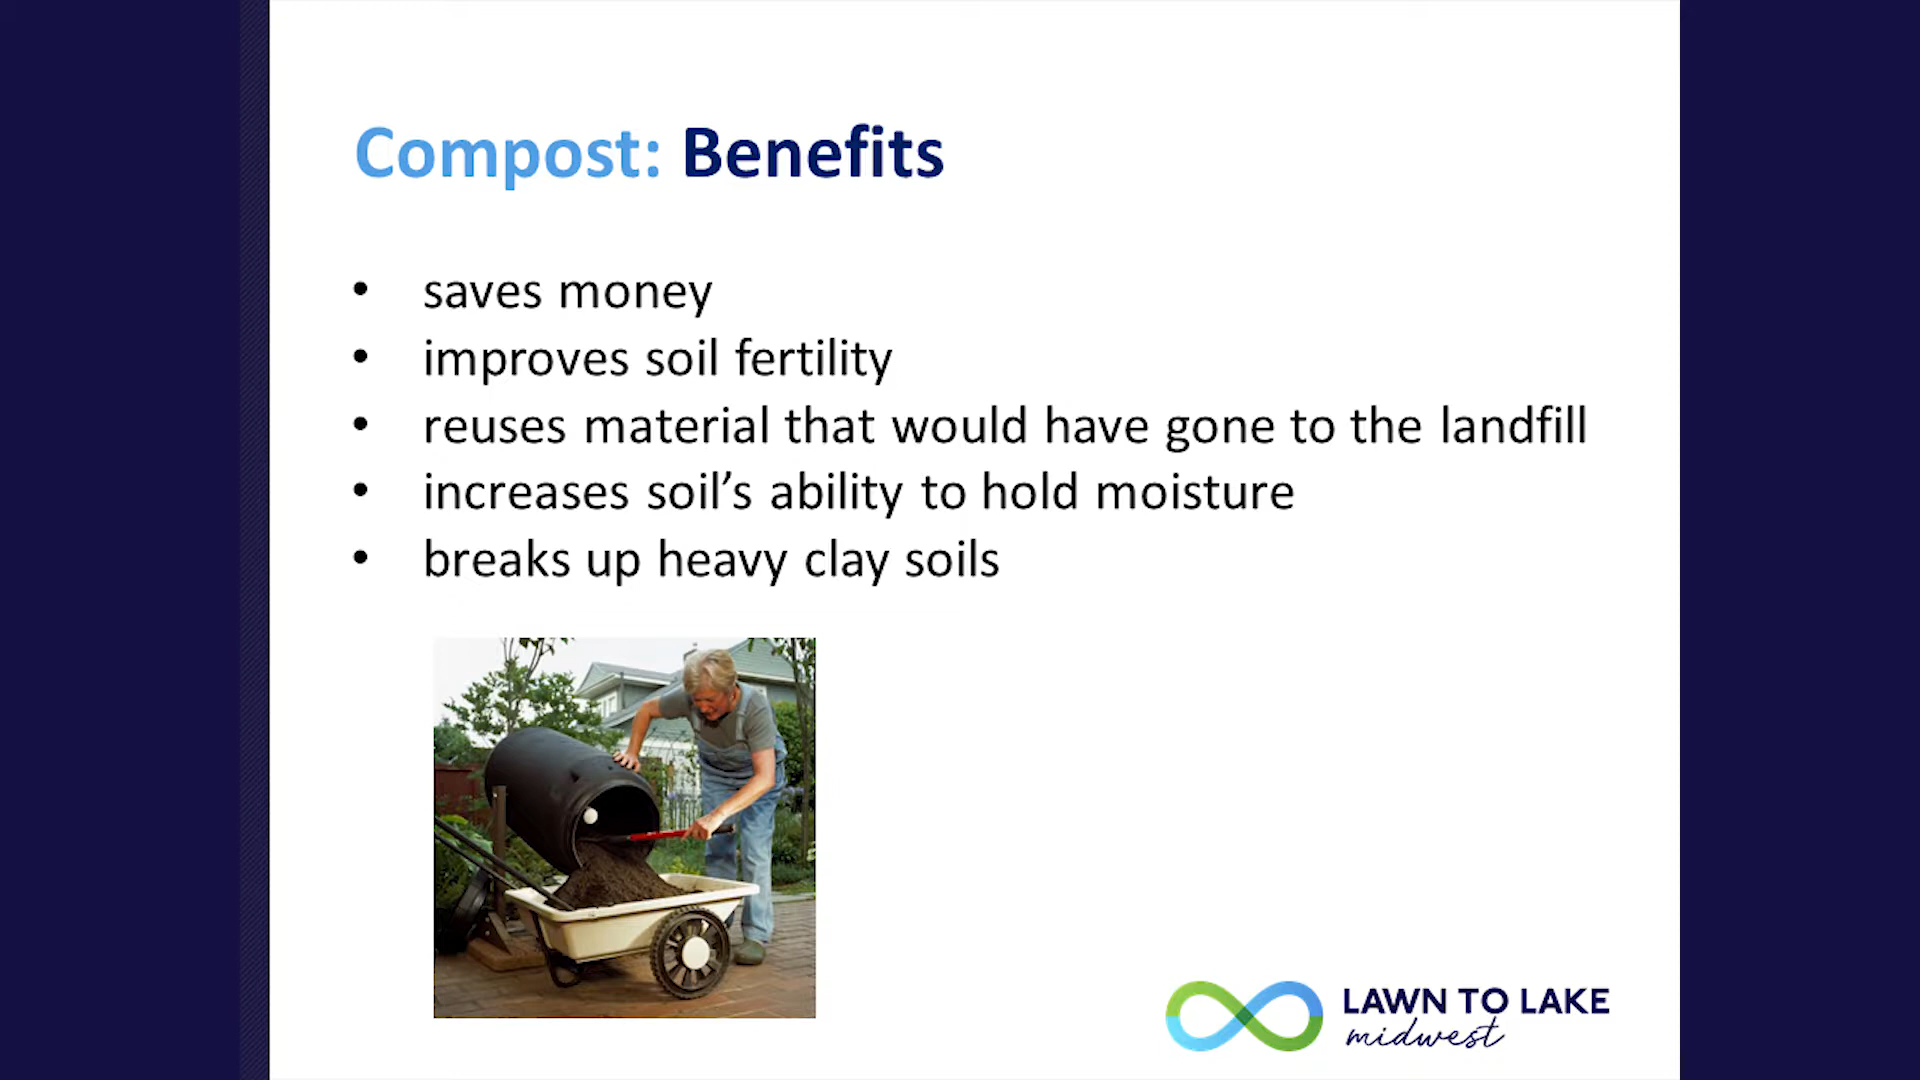 Compost: Benefits
• saves money
• improves soil fertility
• reuses material that would have gone to the landfill
• increases soil’s ability to hold moisture
• breaks up heavy clay soils
LAWN TO LAKE
midwest